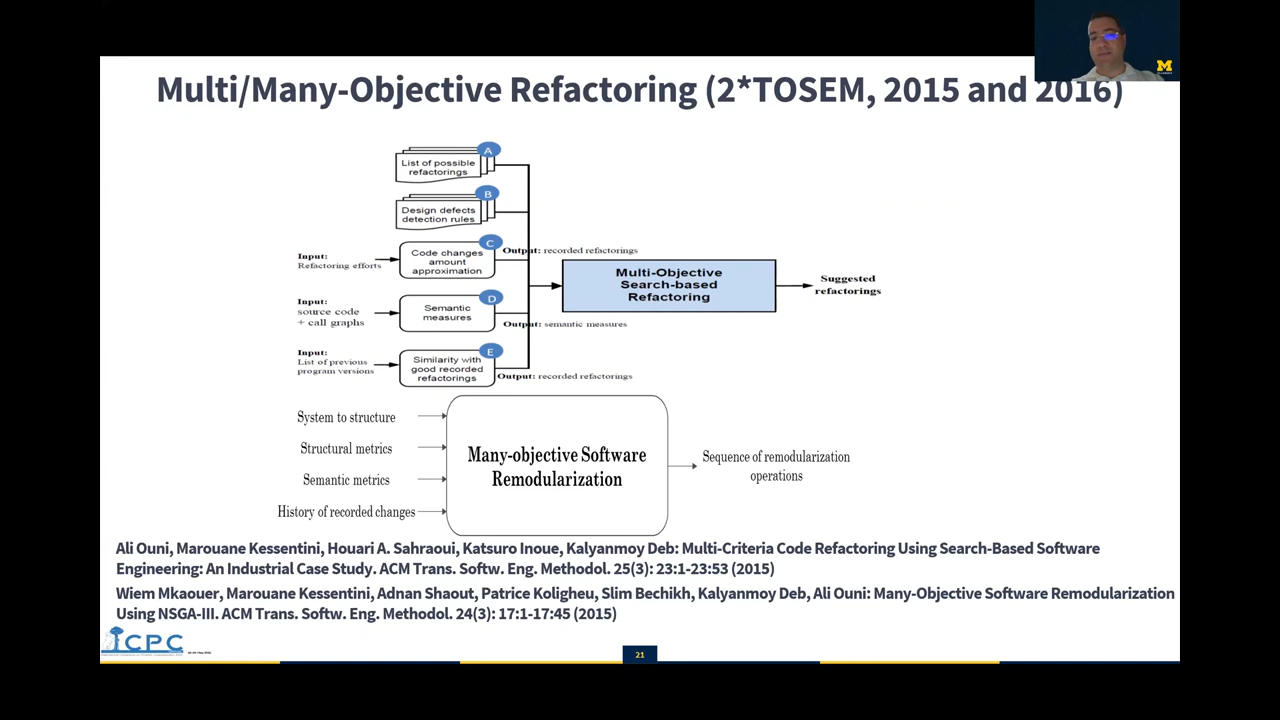 Multi/Many-Objective Refactoring (2*TOSEM, 2015 and 2016)
A
List of possible
refactorings
B
Design defects
detection rules
C
Output: recorded refactorings
Input:
Refactoring efforts
Code changes
amount
approximation
Multi-Objective
Search-based
Refactoring
Suggested
refactorings
D
Input:
source code
+ call graphs
Semantic
measures
Output: semantic measures
E
Input:
List of previous
program versions
Similarity with
good recorded
refactorings
Output: recorded refactorings
System to structure
Structural metrics
Semantic metrics
History of recorded changes
Many-objective Software
Remodularization
Sequence of remodularization
operations
Ali Ouni, Marouane Kessentini, Houari A. Sahraoui, Katsuro Inoue, Kalyanmoy Deb: Multi-Criteria Code Refactoring Using Search-Based Software
Engineering: An Industrial Case Study. ACM Trans. Softw. Eng. Methodol. 25(3): 23:1-23:53 (2015)
Wiem Mkaouer, Marouane Kessentini, Adnan Shaout, Patrice Koligheu, Slim Bechikh, Kalyanmoy Deb, Ali Ouni: Many-Objective Software Remodularization
Using NSGA-III. ACM Trans. Softw. Eng. Methodol. 24(3): 17:1-17:45 (2015)
ICPC
21
M